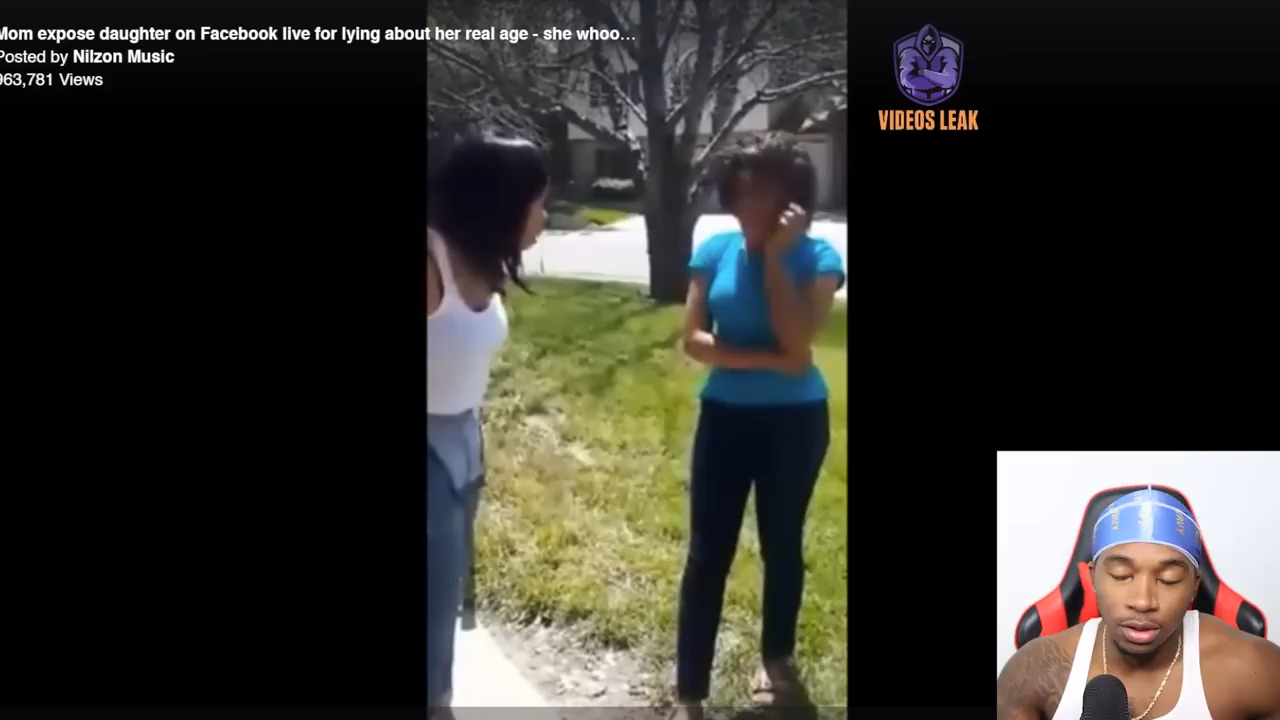 Mom expose daughter on Facebook live for lying about her real age - she whoo...
Posted by Nilzon Music
963,781 Views
VIDEOS LEAK